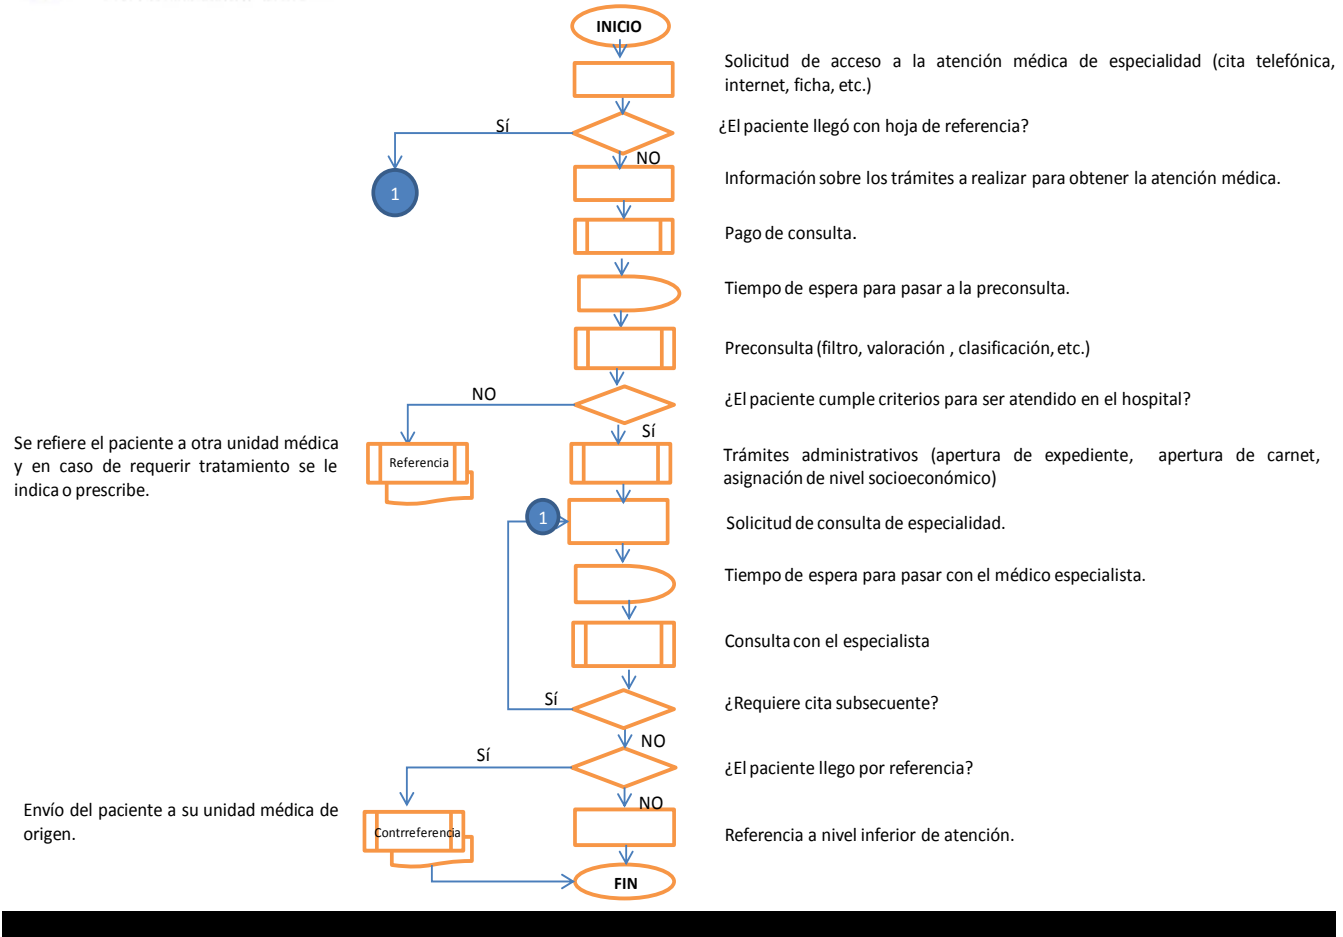 INICIO
Solicitud de acceso a la atención médica de especialidad (cita telefónica,
internet, ficha, etc.)
Sí
¿El paciente llegó con hoja de referencia?
NO
1
Información sobre los trámites a realizar para obtener la atención médica.
Pago de consulta.
Tiempo de espera para pasar a la preconsulta.
Preconsulta (filtro, valoración , clasificación, etc.)
NO
¿El paciente cumple criterios para ser atendido en el hospital?
Sí
Se refiere el paciente a otra unidad médica
y en caso de requerir tratamiento se le
indica o prescribe.
Referencia
Trámites administrativos (apertura de expediente, apertura de carnet,
asignación de nivel socioeconómico)
1
Solicitud de consulta de especialidad.
Tiempo de espera para pasar con el médico especialista.
Consulta con el especialista
Sí
¿Requiere cita subsecuente?
NO
Sí
¿El paciente llego por referencia?
NO
Envío del paciente a su unidad médica de
origen.
Contrreferencia
Referencia a nivel inferior de atención.
FIN